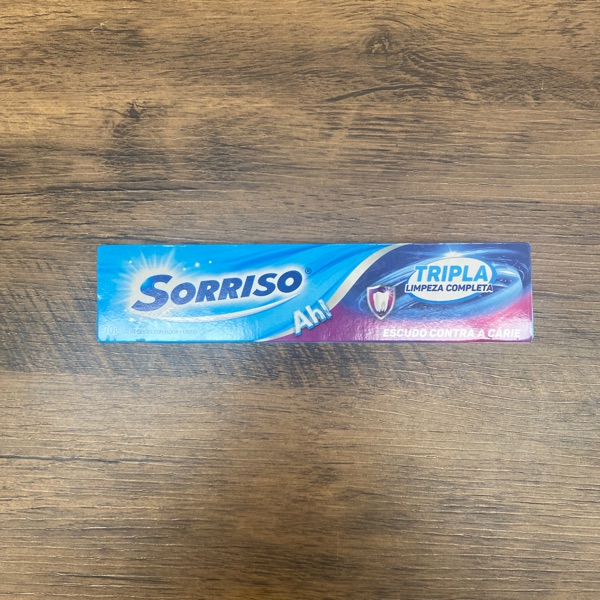 SORRISO®
Ah!
TRIPLA
LIMPEZA COMPLETA
ESCUDO CONTRA A CÁRIE